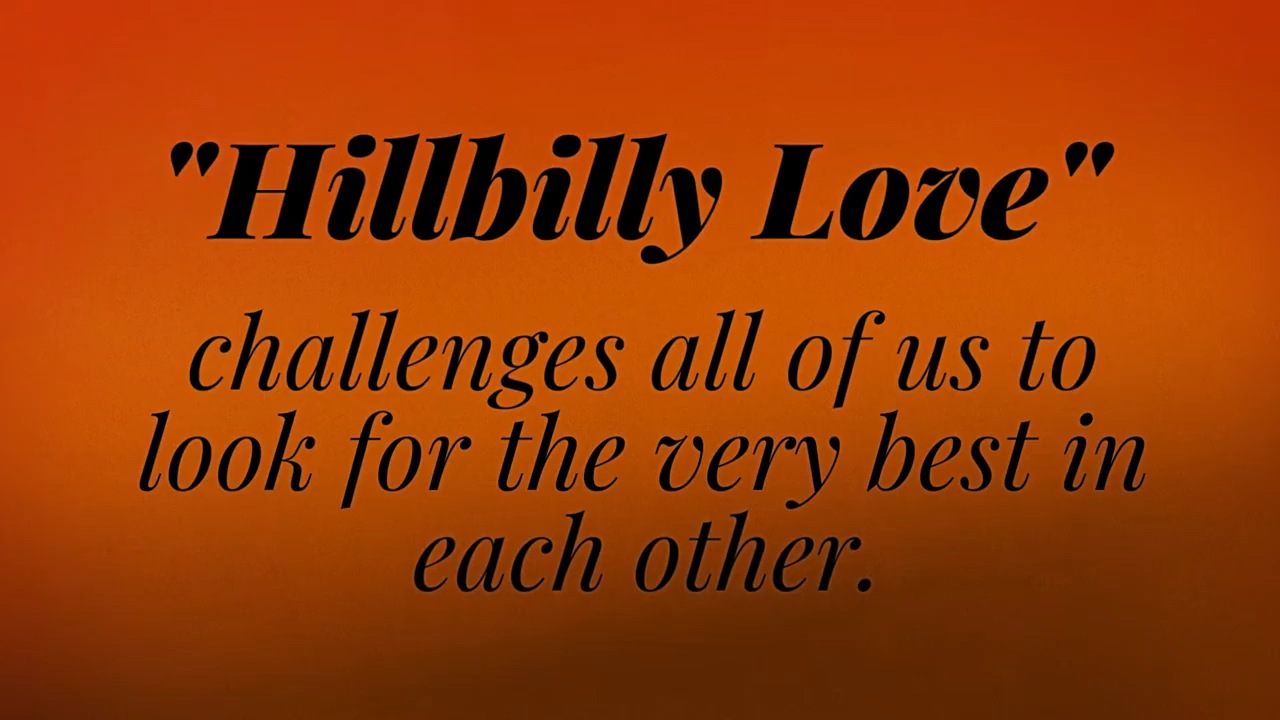 "Hillbilly Love"
challenges all of us to
look for the very best in
each other.